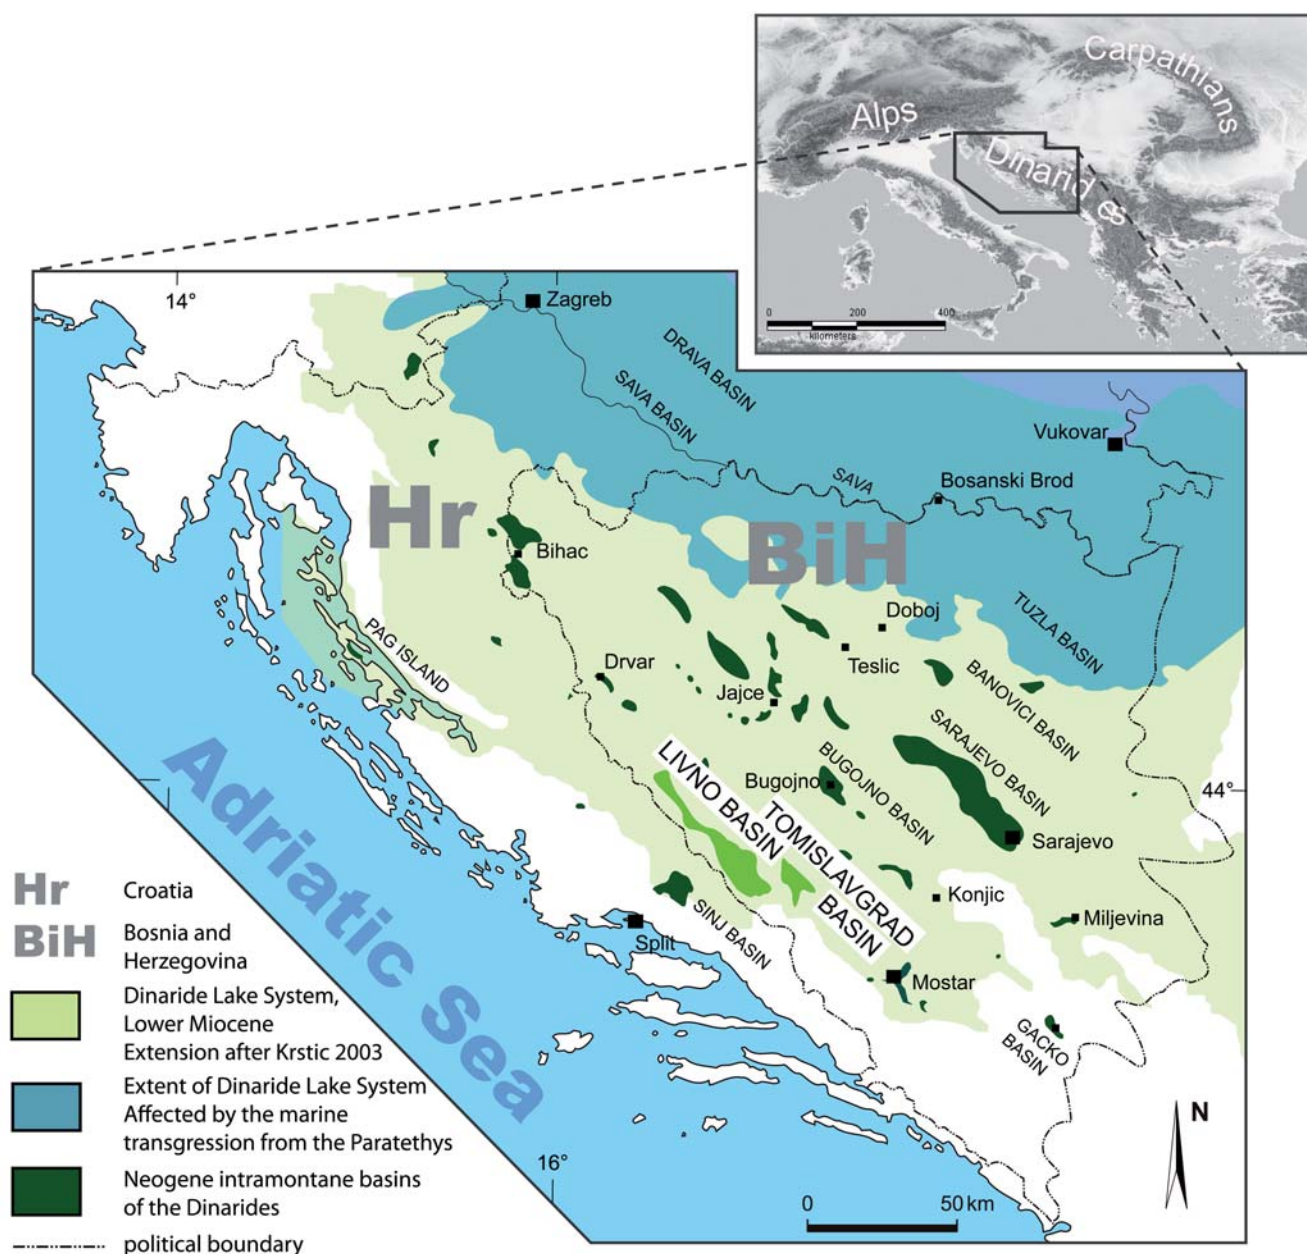 Carpathians
Alps
Dinarides
0 200 400
kilometers
14°
Zagreb
DRAVA BASIN
SAVA BASIN
Vukovar
SAVA
Bosanski Brod
Hr
BiH
Bihac
Doboj
TUZLA BASIN
Teslic
PAG ISLAND
Drvar
BANOVICI BASIN
Jajce
SARAJEVO BASIN
LIVNO BASIN
Bugojno
BUGOJNO BASIN
44°
TOMISLAVGRAD
BASIN
Sarajevo
Adriatic Sea
Konjic
Miljevina
SINJ BASIN
Split
Mostar
GACKO
BASIN
N
16°
0 50 km
Hr Croatia
BiH Bosnia and
Herzegovina
Dinaride Lake System,
Lower Miocene
Extension after Krstic 2003
Extent of Dinaride Lake System
Affected by the marine
transgression from the Paratethys
Neogene intramontane basins
of the Dinarides
political boundary